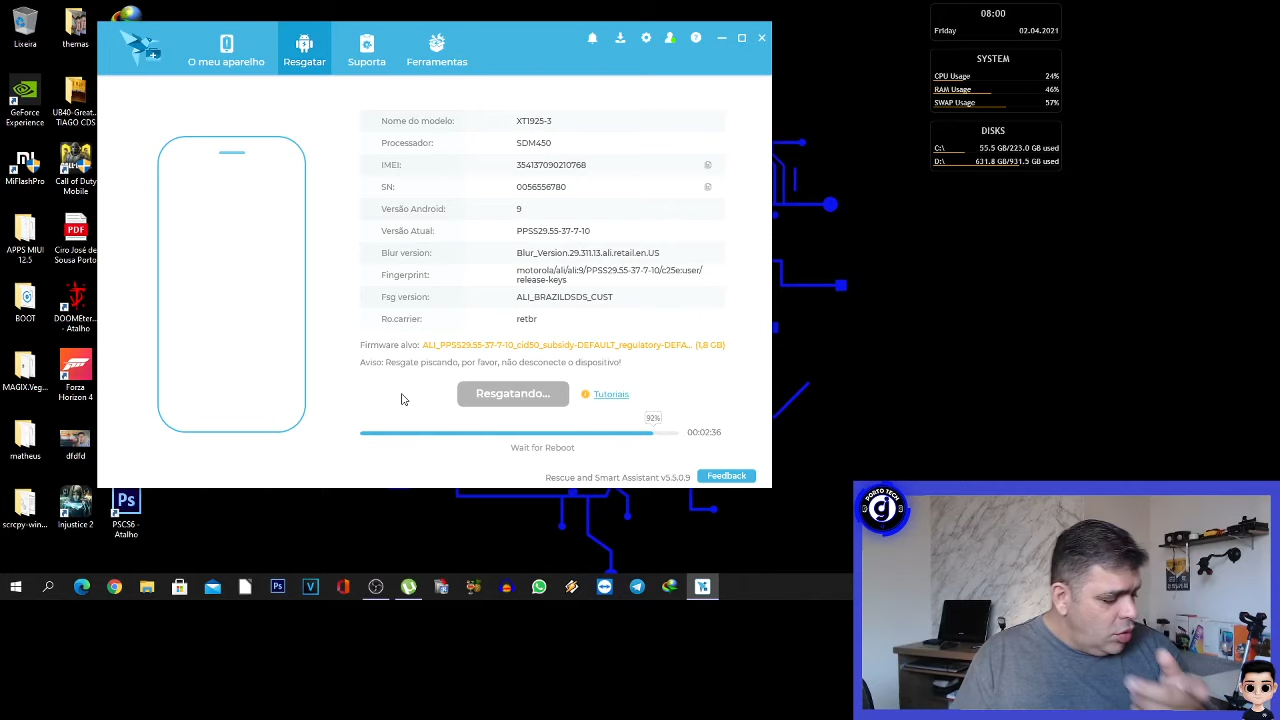 Lixeira
themas
GeForce Experience
UB40-Great... TIAGO CDS
MiFlashPro
Call of Duty Mobile
APPS MIUI 12.5
Ciro José de Sousa Porto
BOOT
DOOMEter... - Atalho
MAGIX.Veg...
Forza Horizon 4
matheus
dfdfd
scrcpy-win...
Injustice 2
PSCS6 - Atalho
O meu aparelho
Resgatar
Suporta
Ferramentas
Nome do modelo: XT1925-3
Processador: SDM450
IMEI: 354137090210768
SN: 0056556780
Versão Android: 9
Versão Atual: PPSS29.55-37-7-10
Blur version: Blur_Version.29.311.13.ali.retail.en.US
Fingerprint: motorola/ali/ali:9/PPSS29.55-37-7-10/c25e:user/
release-keys
Fsg version: ALI_BRAZILDSDS_CUST
Ro.carrier: retbr
Firmware alvo: ALI_PPSS29.55-37-7-10_cid50_subsidy-DEFAULT_regulatory-DEFA... (1,8 GB)
Aviso: Resgate piscando, por favor, não desconecte o dispositivo!
Resgatando...
Tutoriais
92%
00:02:36
Wait for Reboot
Rescue and Smart Assistant v5.5.0.9
Feedback
08:00
Friday 02.04.2021
SYSTEM
CPU Usage 24%
RAM Usage 46%
SWAP Usage 57%
DISKS
C:\ 55.5 G/223.0 GB used
D:\ 631.8 GB/931.5 GB used
PORTO TECH